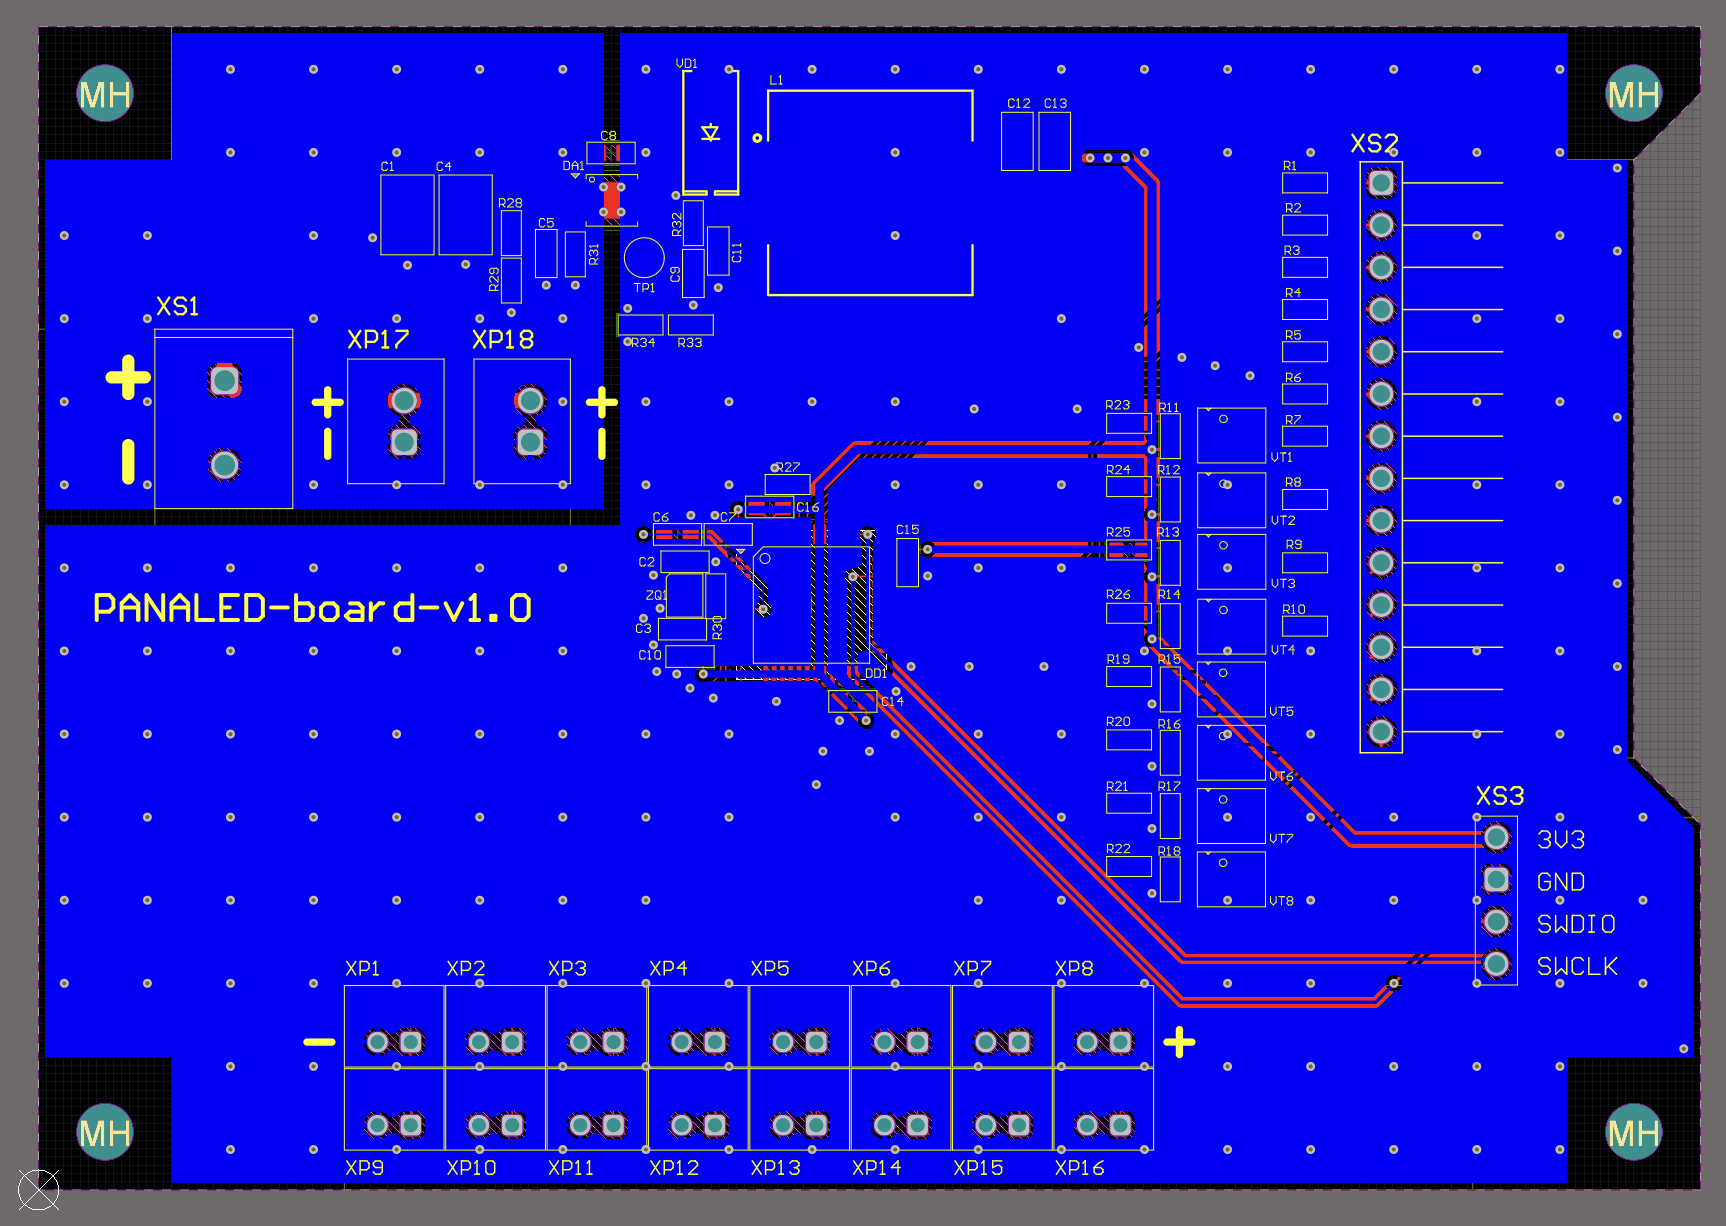 MH
MH
VD1
L1
C12 C13
C8
DA1
C1 C4
R28
C5
R29
R31
R32
C9
C11
TP1
R34 R33
XS2
R1
R2
R3
R4
R5
R6
R7
R8
R9
R10
XS1
XP17 XP18
+ + +
- - -
R23 R11
VT1
R24 R12
VT2
R25 R13
VT3
R26 R14
VT4
R19 R15
VT5
R20 R16
VT6
R21 R17
VT7
R22 R18
VT8
R27
C16
C6 C7
C15
C2
ZQ1
C3
R30
C10
DD1
C14
PANALED-board-v1.0
XS3
3V3
GND
SWDIO
SWCLK
XP1 XP2 XP3 XP4 XP5 XP6 XP7 XP8
- +
XP9 XP10 XP11 XP12 XP13 XP14 XP15 XP16
MH
MH